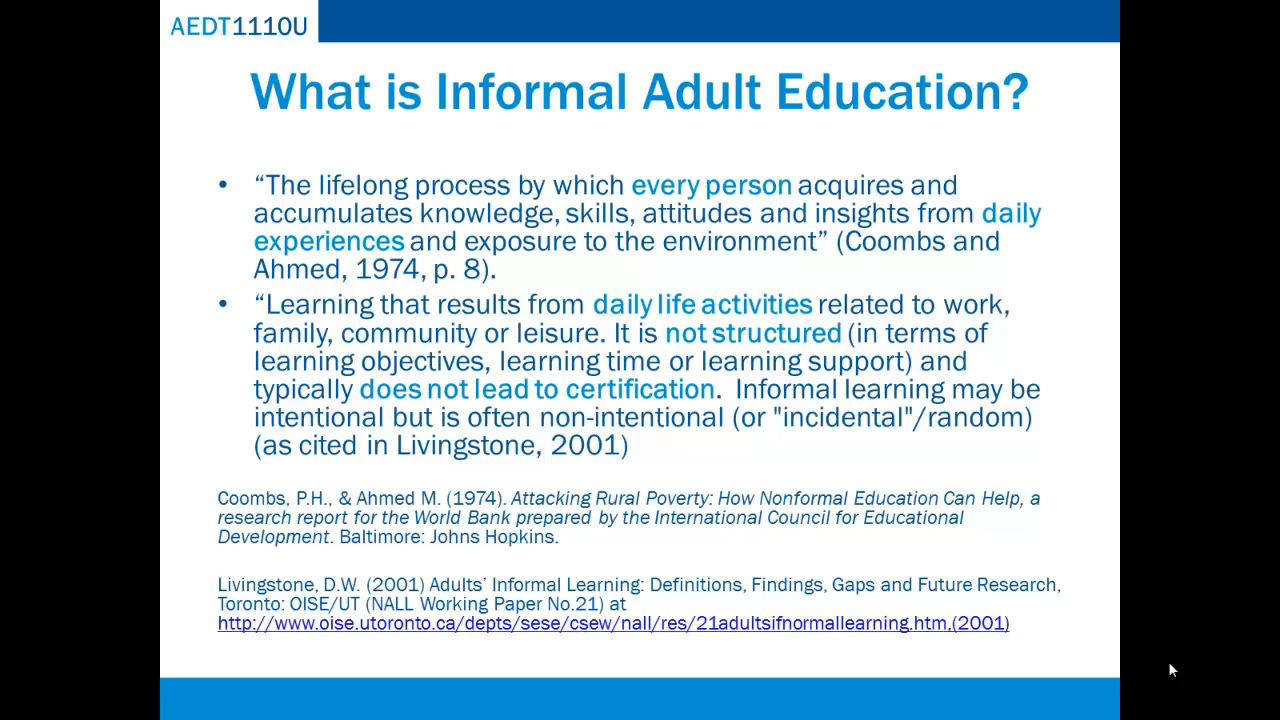 AEDT1110U
What is Informal Adult Education?
• “The lifelong process by which every person acquires and
accumulates knowledge, skills, attitudes and insights from daily
experiences and exposure to the environment” (Coombs and
Ahmed, 1974, p. 8).
• “Learning that results from daily life activities related to work,
family, community or leisure. It is not structured (in terms of
learning objectives, learning time or learning support) and
typically does not lead to certification.  Informal learning may be
intentional but is often non-intentional (or "incidental"/random)
(as cited in Livingstone, 2001)
Coombs, P.H., & Ahmed M. (1974). Attacking Rural Poverty: How Nonformal Education Can Help, a
research report for the World Bank prepared by the International Council for Educational
Development. Baltimore: Johns Hopkins.
Livingstone, D.W. (2001) Adults’ Informal Learning: Definitions, Findings, Gaps and Future Research,
Toronto: OISE/UT (NALL Working Paper No.21) at
http://www.oise.utoronto.ca/depts/sese/csew/nall/res/21adultsifnormallearning.htm,(2001)